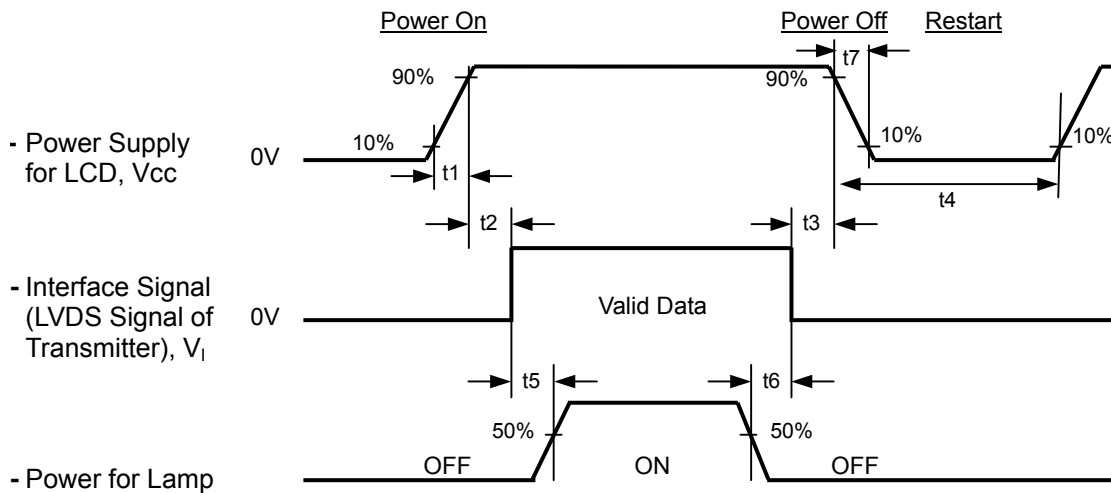 Power On
Power Off
Restart
t7
90%
90%
- Power Supply
for LCD, Vcc
0V
10%
10%
10%
t1
t4
t2
t3
- Interface Signal
(LVDS Signal of
Transmitter), VI
0V
Valid Data
t5
t6
50%
50%
- Power for Lamp
OFF
ON
OFF